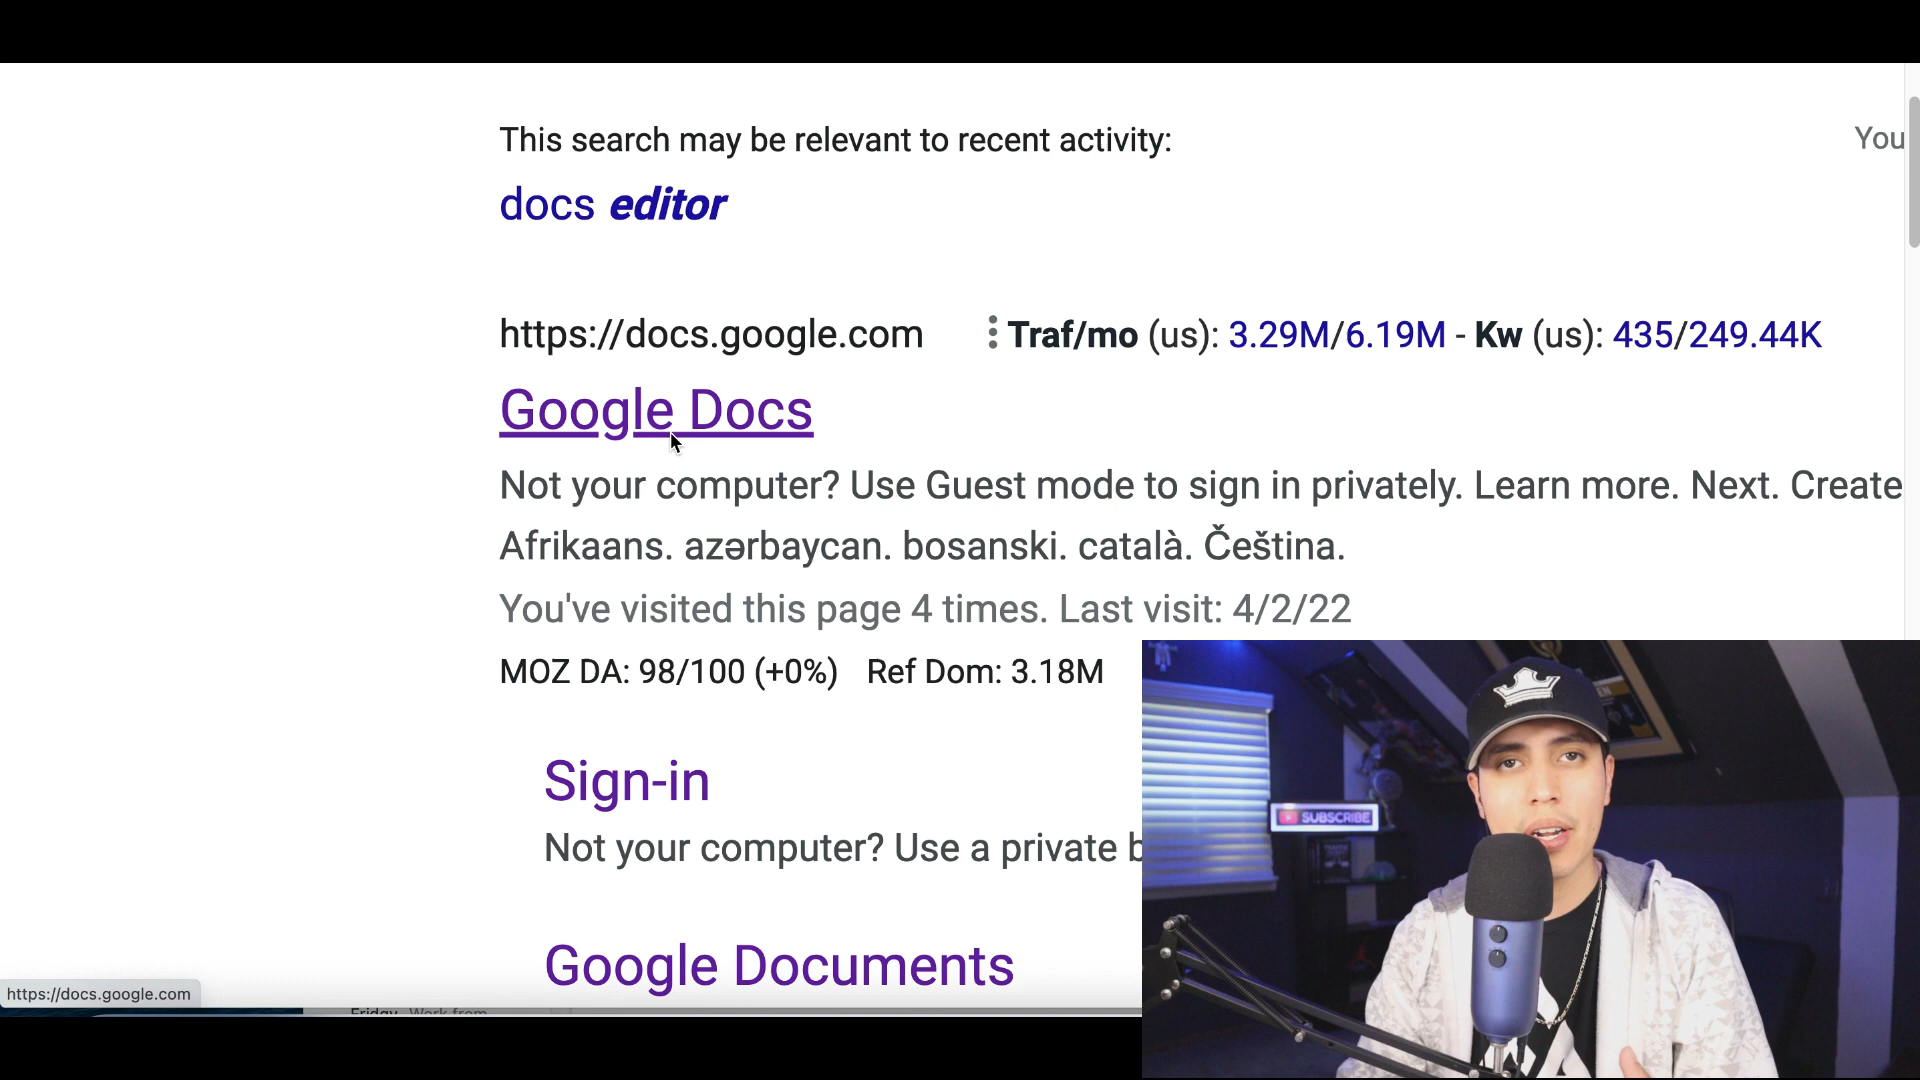 This search may be relevant to recent activity:
You
docs editor
https://docs.google.com
Traf/mo (us): 3.29M/6.19M - Kw (us): 435/249.44K
Google Docs
Not your computer? Use Guest mode to sign in privately. Learn more. Next. Create
Afrikaans. azərbaycan. bosanski. català. Čeština.
You've visited this page 4 times. Last visit: 4/2/22
MOZ DA: 98/100 (+0%) Ref Dom: 3.18M
Sign-in
Not your computer? Use a private b
SUBSCRIBE
Google Documents
https://docs.google.com